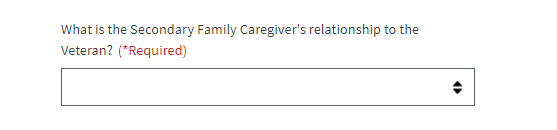 What is the Secondary Family Caregiver's relationship to the
Veteran? (*Required)